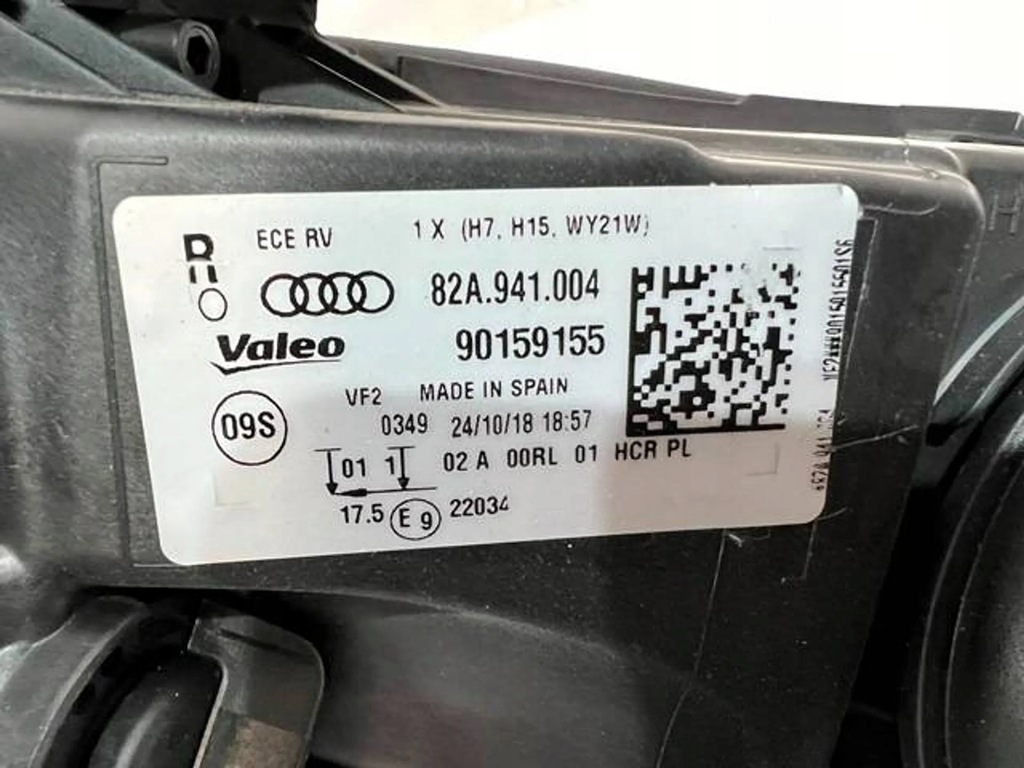 R ECE RV 1 X (H7, H15, WY21W)
82A.941.004
Valeo 90159155
VF2 MADE IN SPAIN
09S 0349 24/10/18 18:57
01 1 02 A 00RL 01 HCR PL
17.5 E 9 22034
H